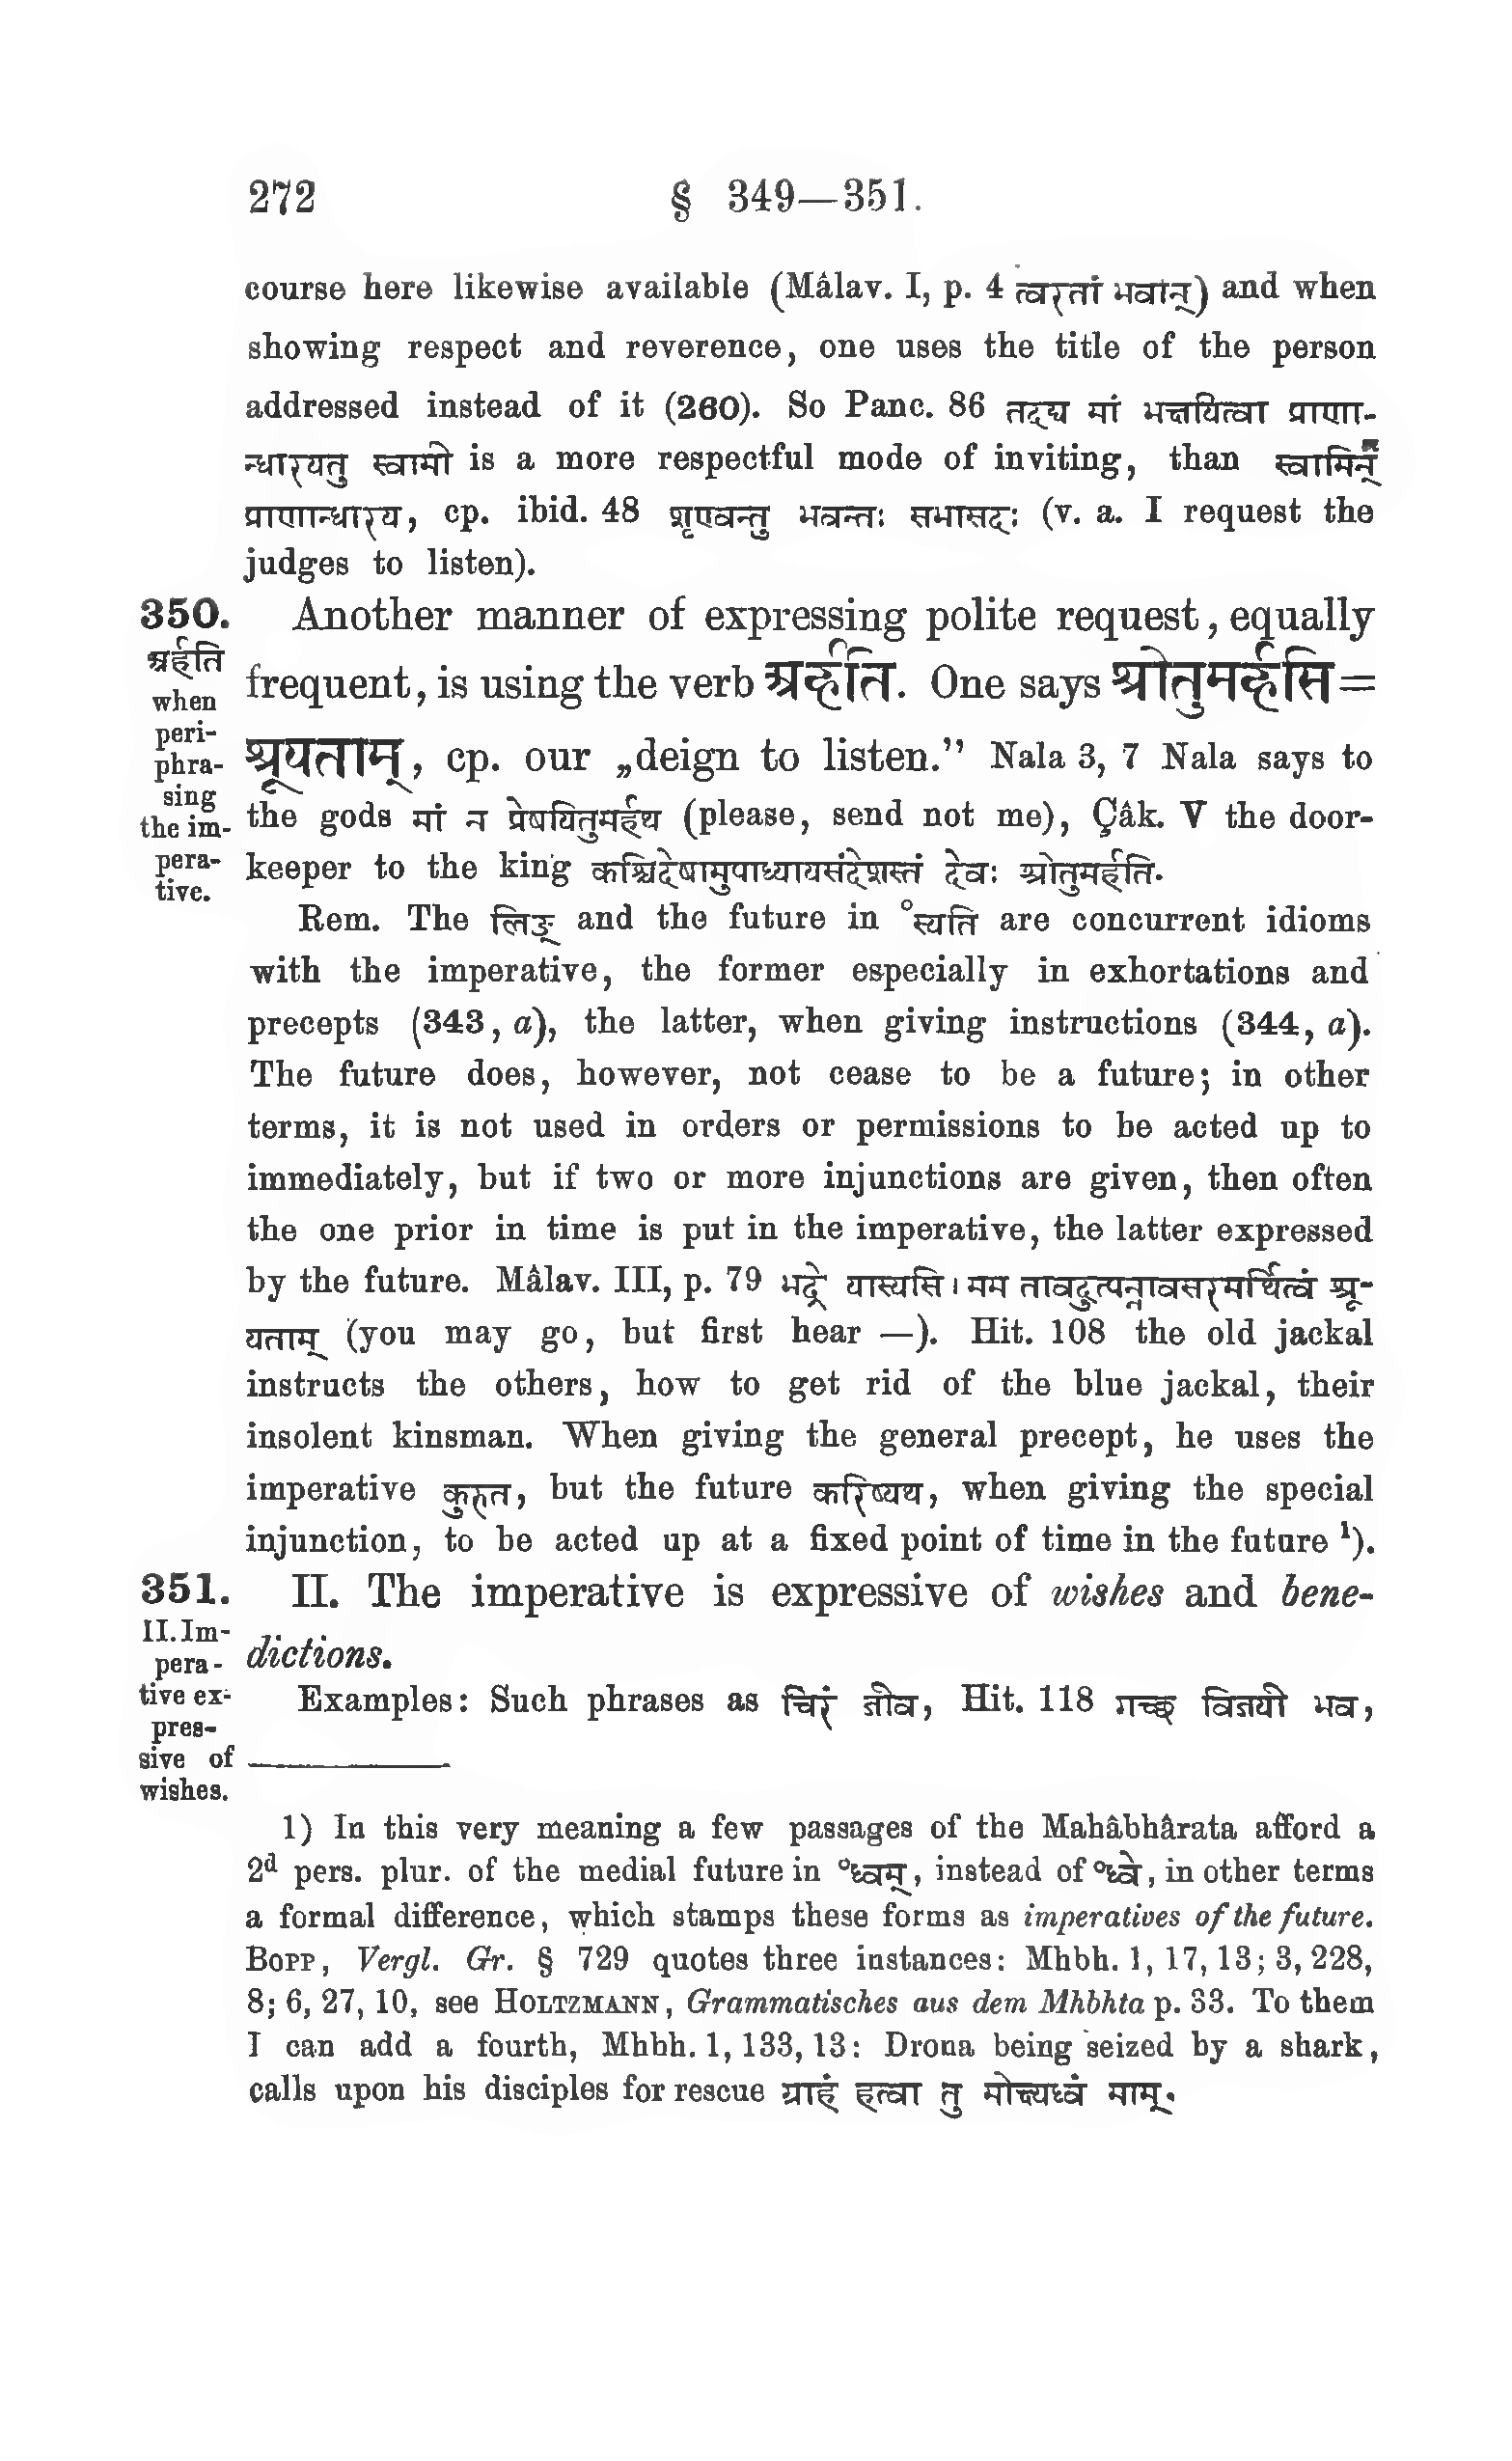 272 § 349—351.
course here likewise available (Mâlav. I, p. 4 त्वरतां भवान्) and when
showing respect and reverence, one uses the title of the person
addressed instead of it (260). So Panc. 86 तदद्य मां भक्षयित्वा प्राणा-
न्धारयतु स्वामी is a more respectful mode of inviting, than स्वामिन्
प्राणान्धारय, cp. ibid. 48 शृण्वन्तु भवन्तः सभासदः (v. a. I request the
judges to listen).
350. Another manner of expressing polite request, equally
अर्हति
when
peri-
phra-
sing
the im-
pera-
tive.
frequent, is using the verb अर्हति. One says श्रोतुमर्हसि =
श्रूयताम्, cp. our „deign to listen.” Nala 3, 7 Nala says to
the gods मां न प्रेषयितुमर्हथ (please, send not me), Çâk. V the door-
keeper to the king कश्चिदेषामुपाध्यायसंदेशस्तं देवः श्रोतुमर्हति.
Rem. The लिङ् and the future in °स्यति are concurrent idioms
with the imperative, the former especially in exhortations and
precepts (343, a), the latter, when giving instructions (344, a).
The future does, however, not cease to be a future; in other
terms, it is not used in orders or permissions to be acted up to
immediately, but if two or more injunctions are given, then often
the one prior in time is put in the imperative, the latter expressed
by the future. Mâlav. III, p. 79 भद्रे यास्यसि । मम तावदुत्पन्नावसरमर्थित्वं श्रू-
यताम् (you may go, but first hear —). Hit. 108 the old jackal
instructs the others, how to get rid of the blue jackal, their
insolent kinsman. When giving the general precept, he uses the
imperative कुरुत, but the future करिष्यथ, when giving the special
injunction, to be acted up at a fixed point of time in the future ¹).
351. II. The imperative is expressive of wishes and bene-
II. Im-
pera-
tive ex-
pres-
sive of
wishes.
dictions.
Examples: Such phrases as चिरं जीव, Hit. 118 गच्छ विजयी भव,
1) In this very meaning a few passages of the Mahâbhârata afford a
2ᵈ pers. plur. of the medial future in °ध्वम्, instead of °ध्वे, in other terms
a formal difference, which stamps these forms as imperatives of the future.
BOPP, Vergl. Gr. § 729 quotes three instances: Mhbh. 1, 17, 13; 3, 228,
8; 6, 27, 10, see HOLTZMANN, Grammatisches aus dem Mhbhta p. 33. To them
I can add a fourth, Mhbh. 1, 133, 13: Drona being seized by a shark,
calls upon his disciples for rescue ग्राहं हत्वा तु मोक्ष्यध्वं माम्.